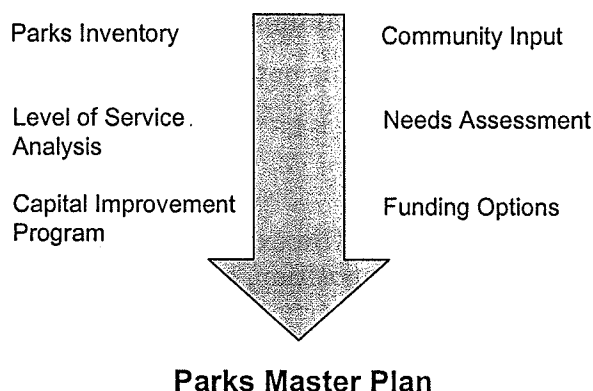 Parks Inventory
Community Input
Level of Service.
Analysis
Needs Assessment
Capital Improvement
Program
Funding Options
Parks Master Plan